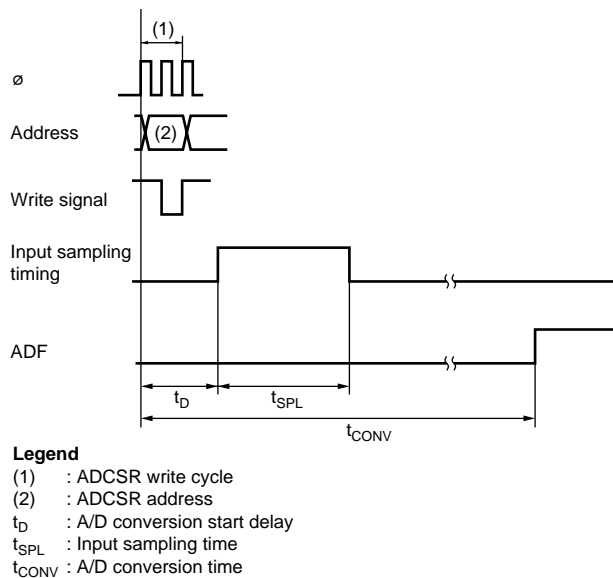 (1)
ø
Address
(2)
Write signal
Input sampling
timing
ADF
tD
tSPL
tCONV
Legend
(1) : ADCSR write cycle
(2) : ADCSR address
tD : A/D conversion start delay
tSPL : Input sampling time
tCONV : A/D conversion time